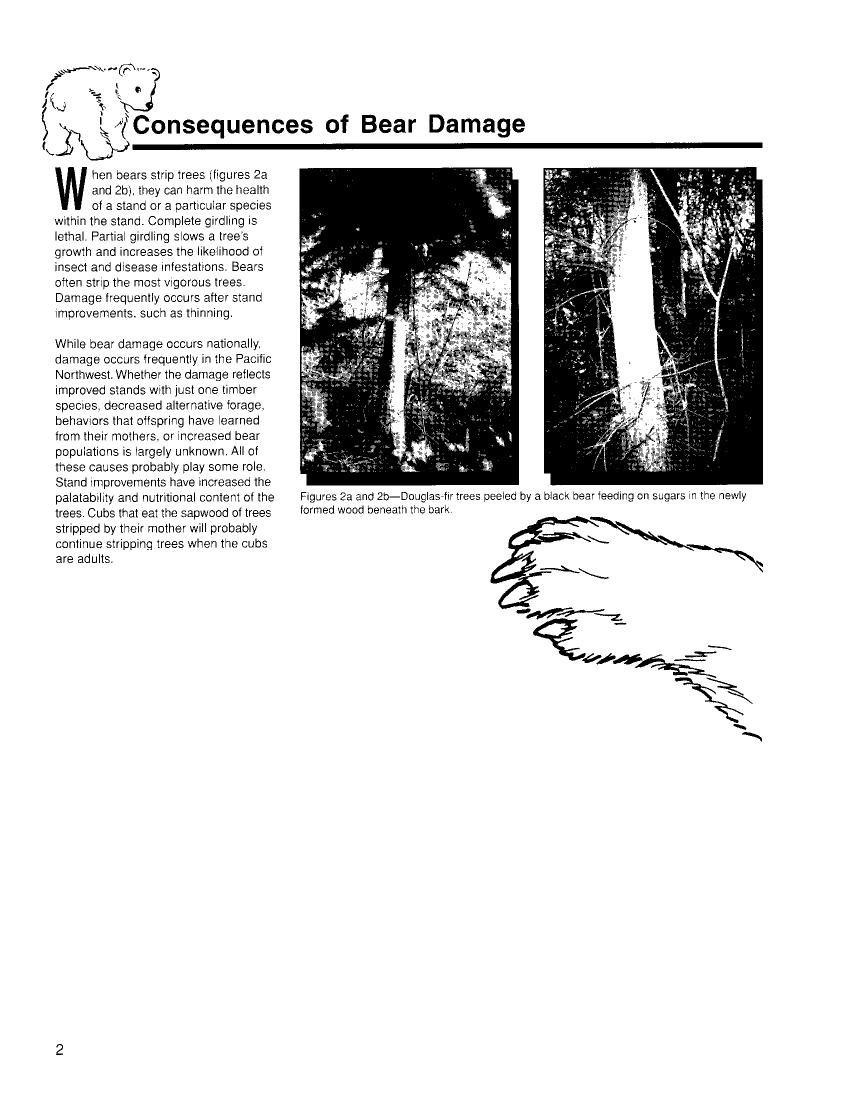 Consequences of Bear Damage
When bears strip trees (figures 2a
and 2b), they can harm the health
of a stand or a particular species
within the stand. Complete girdling is
lethal. Partial girdling slows a tree's
growth and increases the likelihood of
insect and disease infestations. Bears
often strip the most vigorous trees.
Damage frequently occurs after stand
improvements, such as thinning.
While bear damage occurs nationally,
damage occurs frequently in the Pacific
Northwest. Whether the damage reflects
improved stands with just one timber
species, decreased alternative forage,
behaviors that offspring have learned
from their mothers, or increased bear
populations is largely unknown. All of
these causes probably play some role.
Stand improvements have increased the
palatability and nutritional content of the
trees. Cubs that eat the sapwood of trees
stripped by their mother will probably
continue stripping trees when the cubs
are adults.
Figures 2a and 2b—Douglas-fir trees peeled by a black bear feeding on sugars in the newly
formed wood beneath the bark.
2